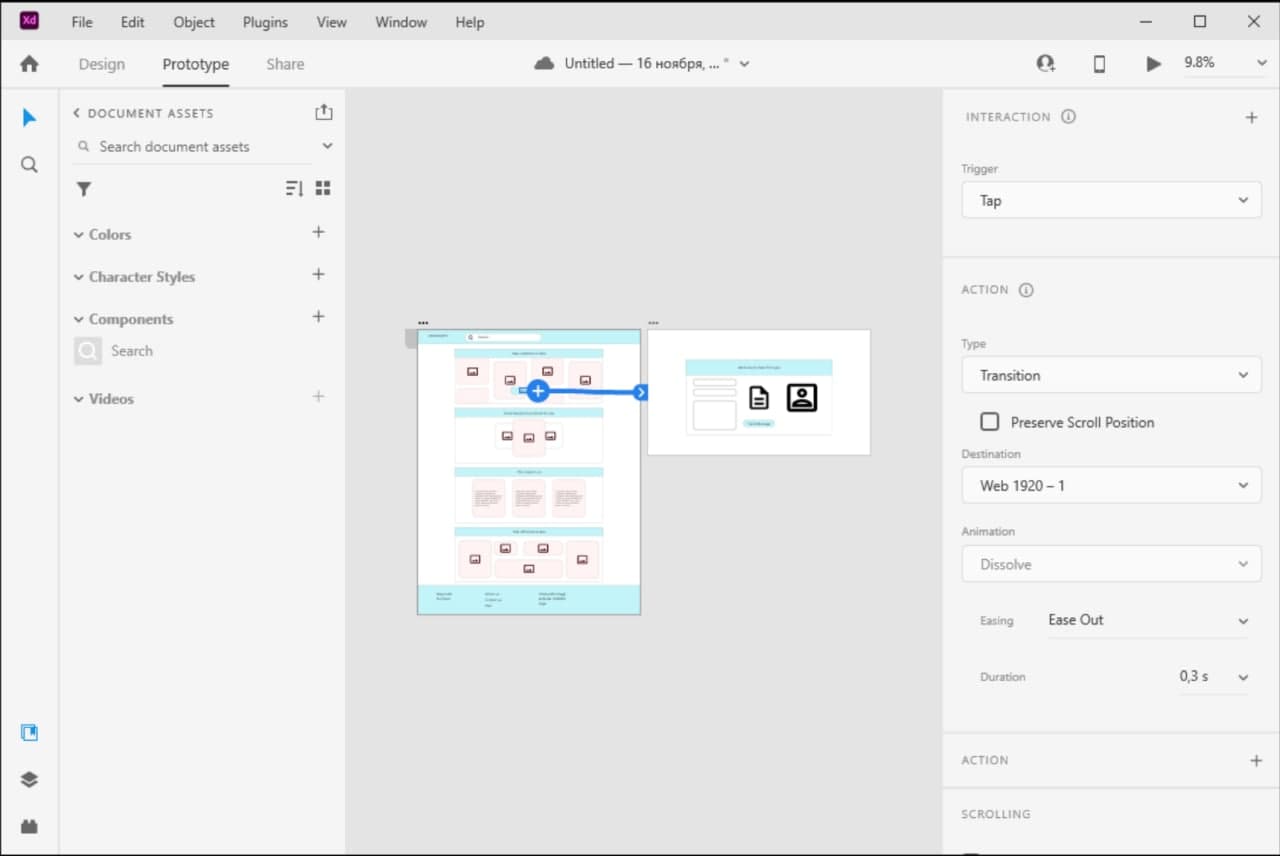 Xd File Edit Object Plugins View Window Help
Design Prototype Share Untitled — 16 ноября, ... * 9.8%
DOCUMENT ASSETS
Search document assets
Colors
Character Styles
Components
Search
Videos
INTERACTION
Trigger
Tap
ACTION
Type
Transition
Preserve Scroll Position
Destination
Web 1920 – 1
Animation
Dissolve
Easing Ease Out
Duration 0,3 s
ACTION
SCROLLING